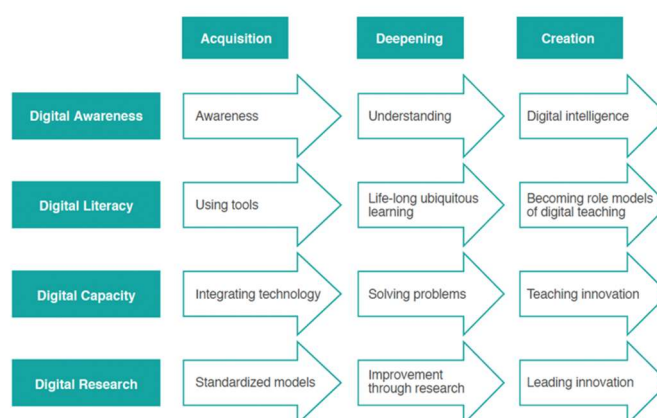 Acquisition
Deepening
Creation
Digital Awareness
Awareness
Understanding
Digital intelligence
Digital Literacy
Using tools
Life-long ubiquitous
learning
Becoming role models
of digital teaching
Digital Capacity
Integrating technology
Solving problems
Teaching innovation
Digital Research
Standardized models
Improvement
through research
Leading innovation